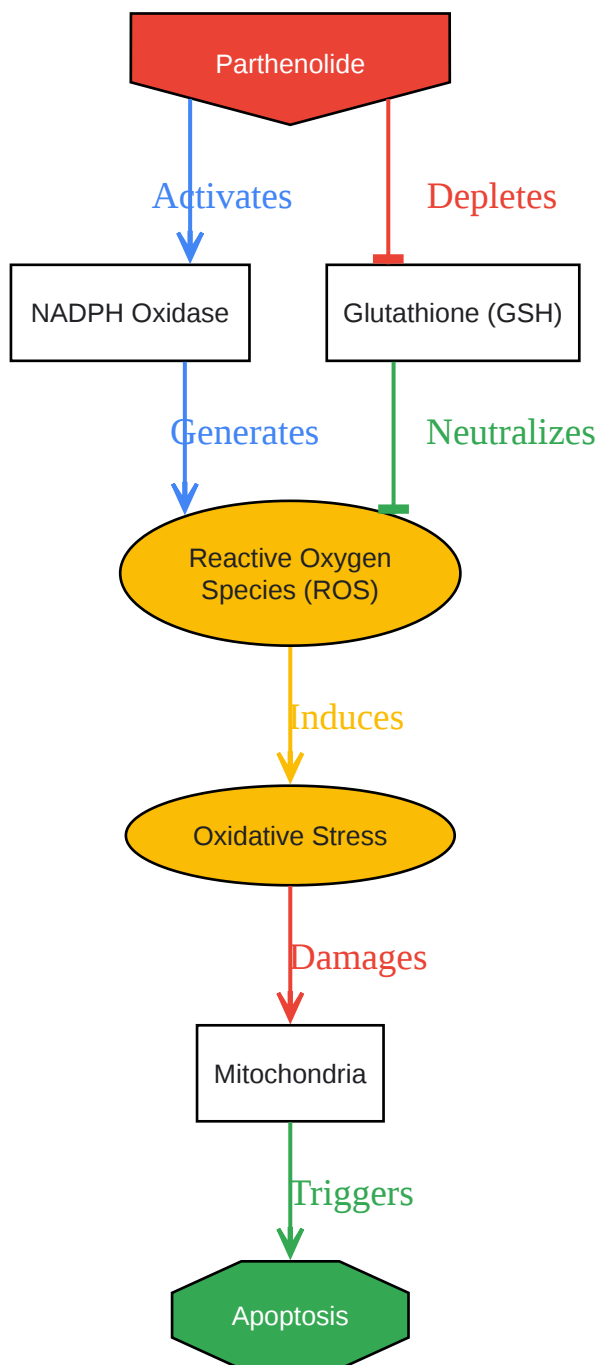 Parthenolide
Activates
Depletes
NADPH Oxidase
Glutathione (GSH)
Generates
Neutralizes
Reactive Oxygen
Species (ROS)
Induces
Oxidative Stress
Damages
Mitochondria
Triggers
Apoptosis